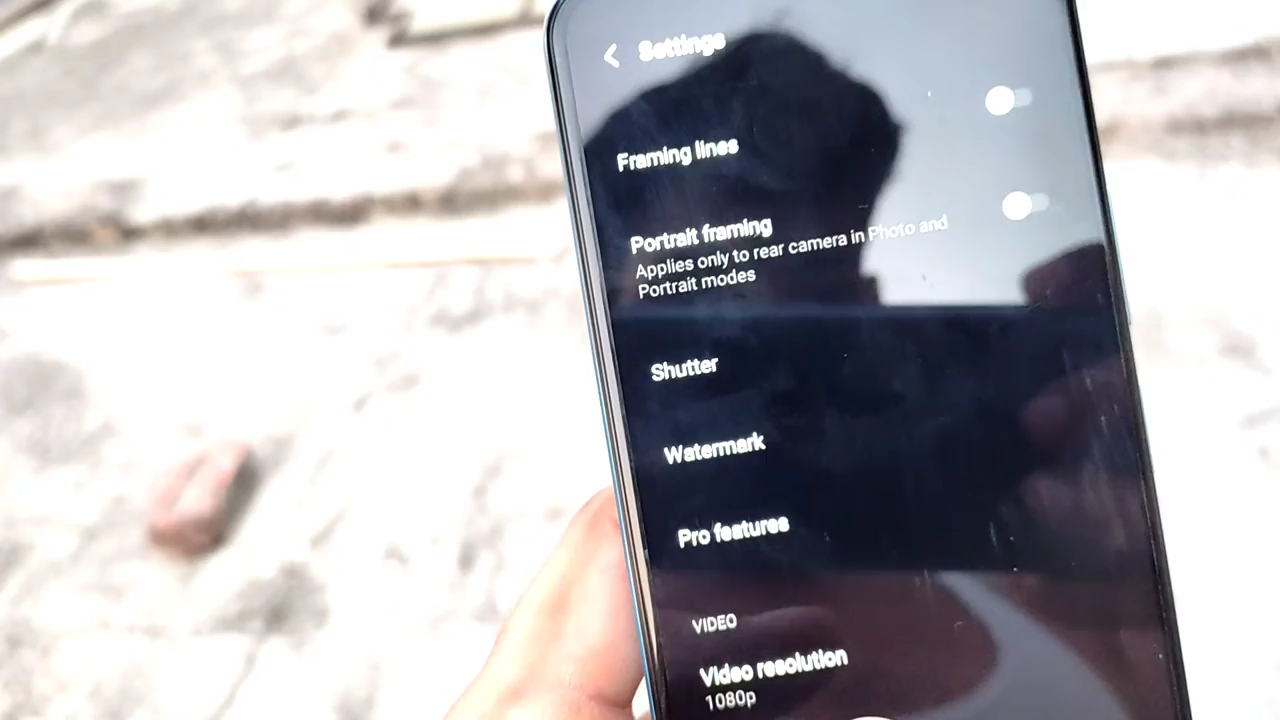 Settings
Framing lines
Portrait framing
Applies only to rear camera in Photo and
Portrait modes
Shutter
Watermark
Pro features
VIDEO
Video resolution
1080p